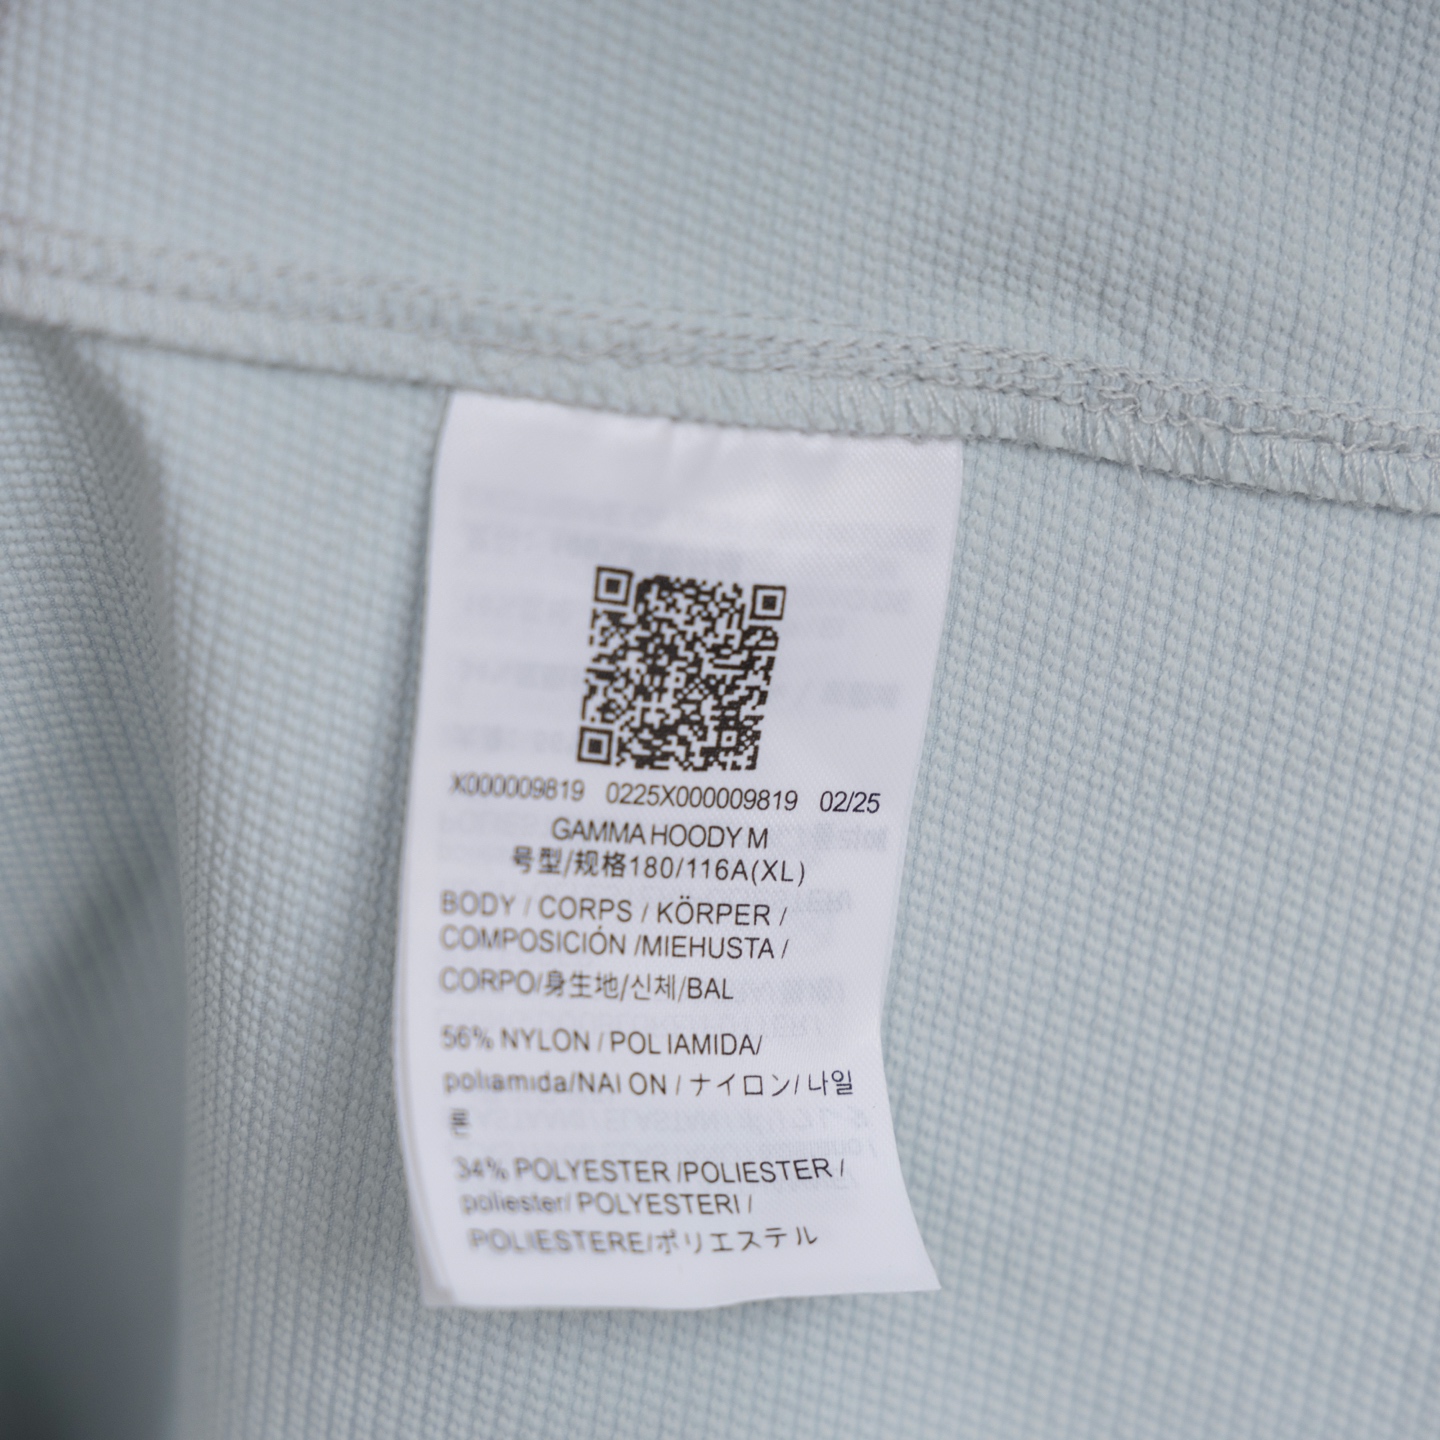 X000009819 0225X000009819 02/25
GAMMA HOODY M
号型/规格180/116A(XL)
BODY / CORPS / KÖRPER /
COMPOSICIÓN /MIEHUSTA /
CORPO/身生地/신체/BAL
56% NYLON / POLIAMIDA/
poliamida/NAI ON / ナイロン/ 나일
론
34% POLYESTER /POLIESTER /
poliester/ POLYESTERI /
POLIESTERE/ポリエステル